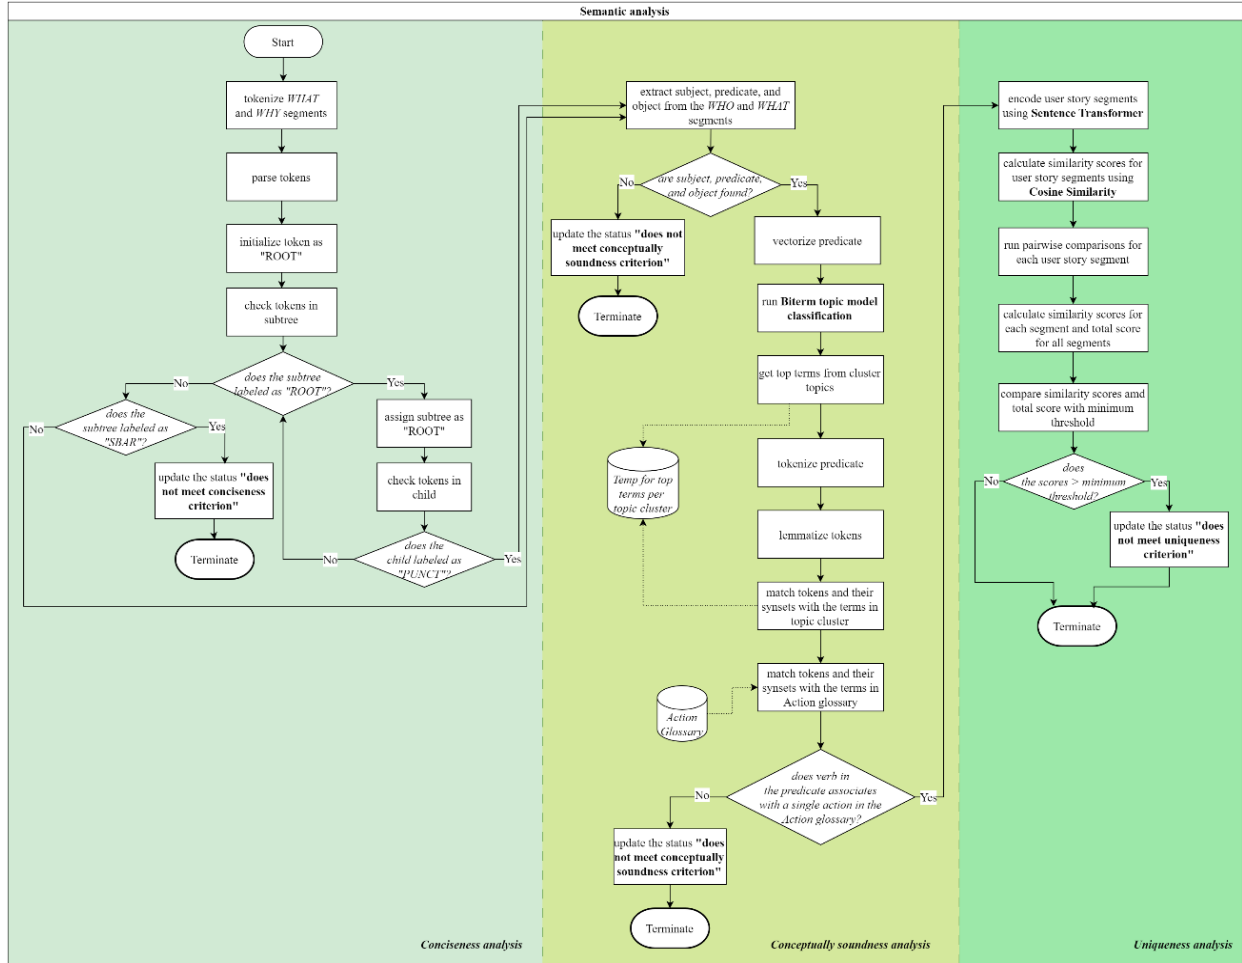 Semantic analysis
Start
tokenize WHAT
and WHY segments
parse tokens
initialize token as
"ROOT"
check tokens in
subtree
does the subtree
labeled as "ROOT"?
No
Yes
does the
subtree labeled as
"SBAR"?
No
Yes
update the status "does
not meet conciseness
criterion"
Terminate
assign subtree as
"ROOT"
check tokens in
child
does the
child labeled as
"PUNCT"?
No
Yes
Conciseness analysis
extract subject, predicate, and
object from the WHO and WHAT
segments
are subject, predicate,
and object found?
No
Yes
update the status "does not
meet conceptually
soundness criterion"
Terminate
vectorize predicate
run Biterm topic model
classification
get top terms from cluster
topics
Temp for top
terms per
topic cluster
tokenize predicate
lemmatize tokens
match tokens and their
synsets with the terms in
topic cluster
match tokens and their
synsets with the terms in
Action glossary
Action
Glossary
does verb in
the predicate associates
with a single action in the
Action glossary?
No
Yes
update the status "does
not meet conceptually
soundness criterion"
Terminate
Conceptually soundness analysis
encode user story segments
using Sentence Transformer
calculate similarity scores for
user story segments using
Cosine Similarity
run pairwise comparisons for
each user story segment
calculate similarity scores for
each segment and total score
for all segments
compare similarity scores and
total score with minimum
threshold
does
the scores > minimum
threshold?
No
Yes
update the status "does
not meet uniqueness
criterion"
Terminate
Uniqueness analysis